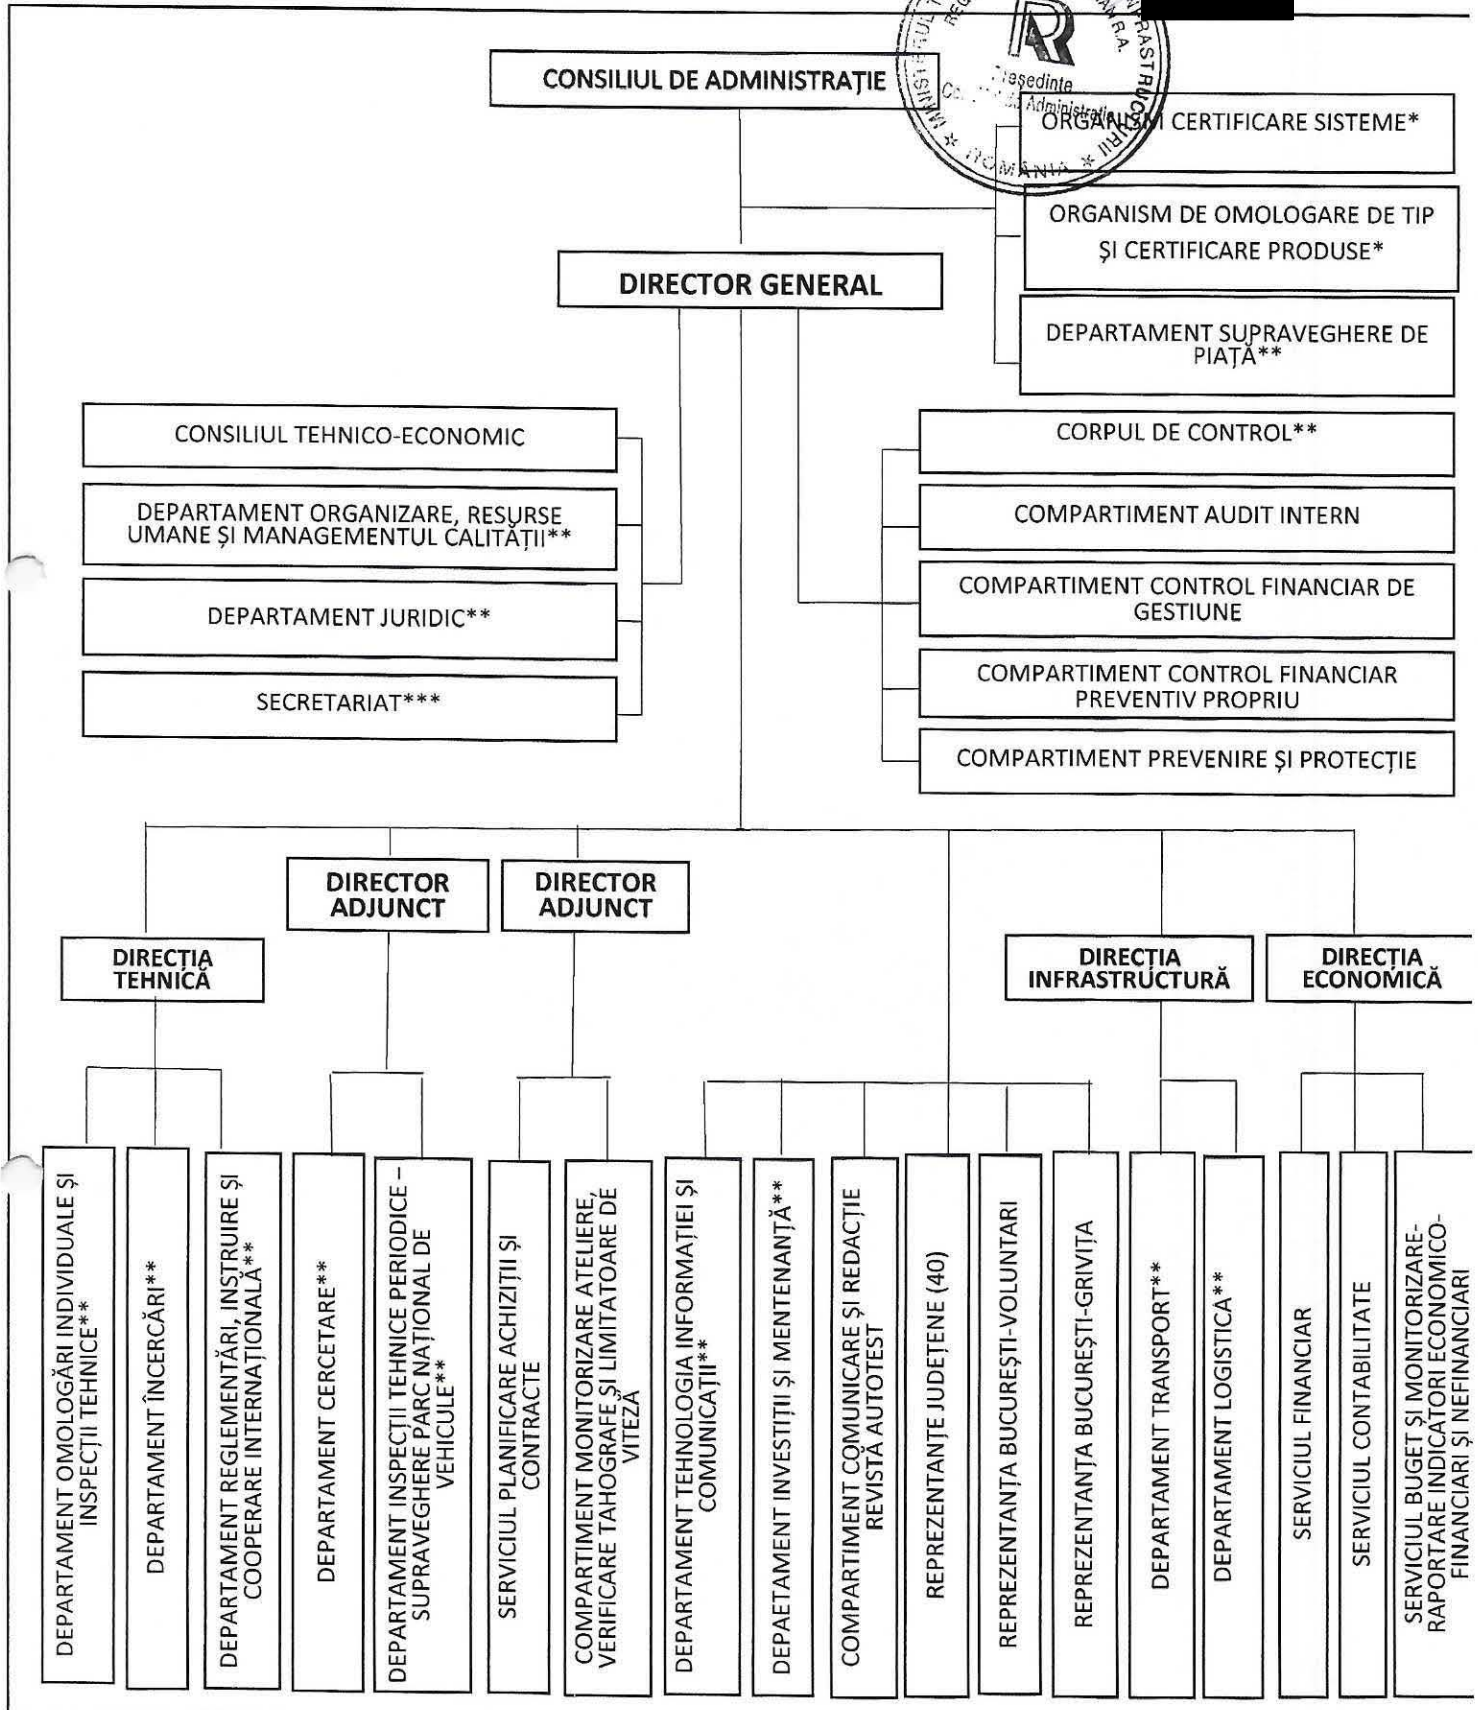 CONSILIUL DE ADMINISTRAȚIE
Administrație
ROMÂNIA
ORGANISM CERTIFICARE SISTEME*
ORGANISM DE OMOLOGARE DE TIP
ȘI CERTIFICARE PRODUSE*
DIRECTOR GENERAL
DEPARTAMENT SUPRAVEGHERE DE
PIAȚĂ**
CONSILIUL TEHNICO-ECONOMIC
DEPARTAMENT ORGANIZARE, RESURSE
UMANE ȘI MANAGEMENTUL CALITĂȚII**
DEPARTAMENT JURIDIC**
SECRETARIAT***
CORPUL DE CONTROL**
COMPARTIMENT AUDIT INTERN
COMPARTIMENT CONTROL FINANCIAR DE
GESTIUNE
COMPARTIMENT CONTROL FINANCIAR
PREVENTIV PROPRIU
COMPARTIMENT PREVENIRE ȘI PROTECȚIE
DIRECTOR
ADJUNCT
DIRECTOR
ADJUNCT
DIRECȚIA
TEHNICĂ
DIRECȚIA
INFRASTRUCTURĂ
DIRECȚIA
ECONOMICĂ
DEPARTAMENT OMOLOGĂRI INDIVIDUALE ȘI
INSPECȚII TEHNICE**
DEPARTAMENT ÎNCERCĂRI**
DEPARTAMENT REGLEMENTĂRI, INSTRUIRE ȘI
COOPERARE INTERNAȚIONALĂ**
DEPARTAMENT CERCETARE**
DEPARTAMENT INSPECȚII TEHNICE PERIODICE –
SUPRAVEGHERE PARC NAȚIONAL DE
VEHICULE**
SERVICIUL PLANIFICARE ACHIZIȚII ȘI
CONTRACTE
COMPARTIMENT MONITORIZARE ATELIERE,
VERIFICARE TAHOGRAFE ȘI LIMITATOARE DE
VITEZĂ
DEPARTAMENT TEHNOLOGIA INFORMAȚIEI ȘI
COMUNICAȚII**
DEPAETAMENT INVESTIȚII ȘI MENTENANȚĂ**
COMPARTIMENT COMUNICARE ȘI REDACȚIE
REVISTĂ AUTOTEST
REPREZENTANȚE JUDEȚENE (40)
REPREZENTANȚA BUCUREȘTI-VOLUNTARI
REPREZENTANȚA BUCUREȘTI-GRIVIȚA
DEPARTAMENT TRANSPORT**
DEPARTAMENT LOGISTICĂ**
SERVICIUL FINANCIAR
SERVICIUL CONTABILITATE
SERVICIUL BUGET ȘI MONITORIZARE-
RAPORTARE INDICATORI ECONOMICO-
FINANCIARI ȘI NEFINANCIARI